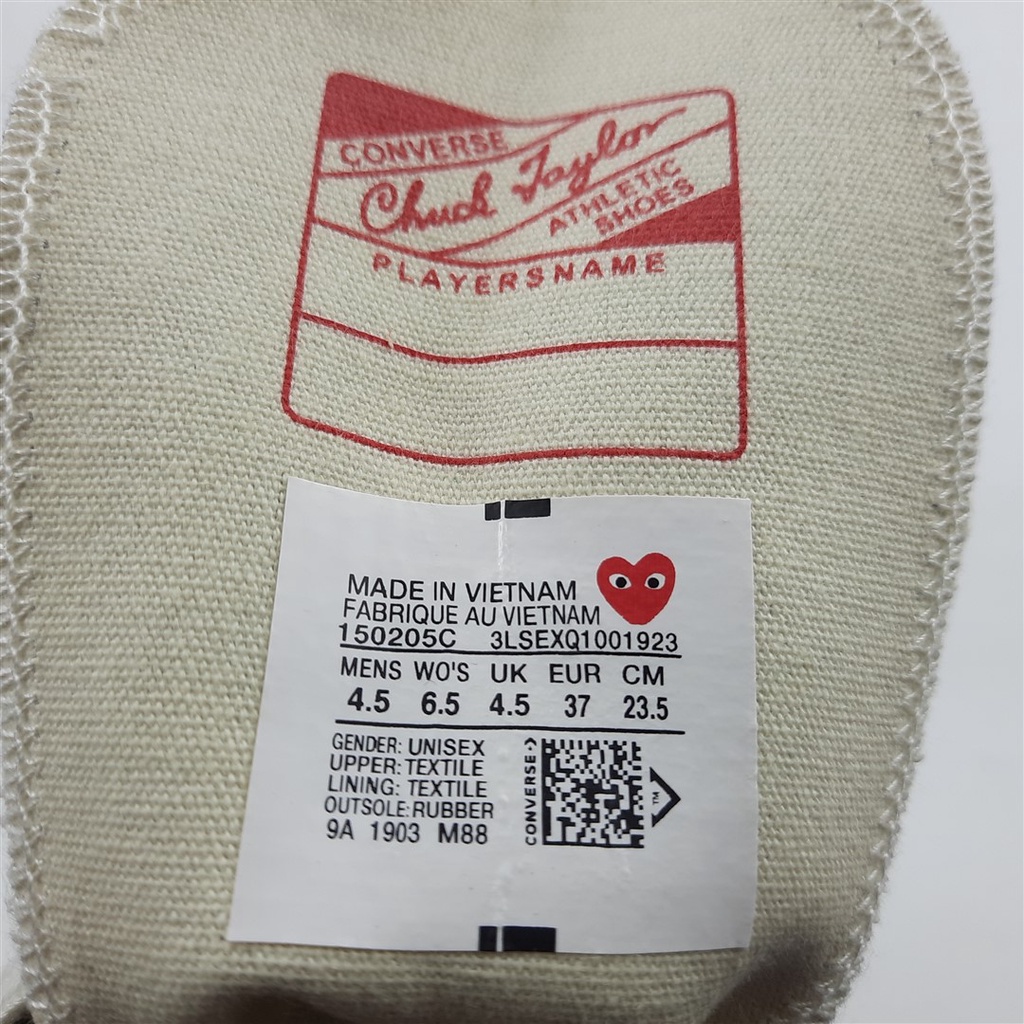 CONVERSE
Chuck Taylor
ATHLETIC
SHOES
PLAYERSNAME
MADE IN VIETNAM
FABRIQUE AU VIETNAM
150205C 3LSEXQ1001923
MENS WO'S UK EUR CM
4.5 6.5 4.5 37 23.5
GENDER: UNISEX
UPPER: TEXTILE
LINING: TEXTILE
OUTSOLE: RUBBER
9A 1903 M88
CONVERSE->
TM